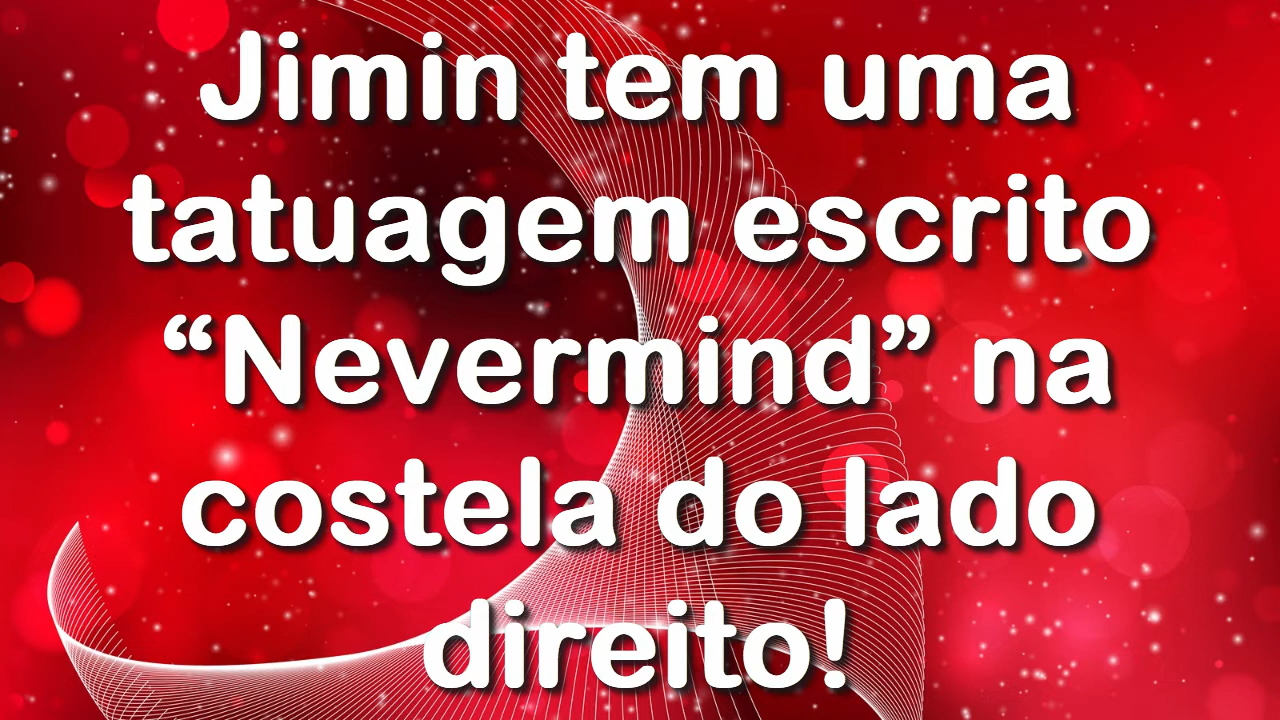 Jimin tem uma
tatuagem escrito
“Nevermind” na
costela do lado
direito!